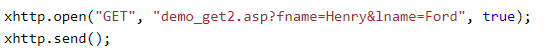 xhttp.open("GET", "demo_get2.asp?fname=Henry&lname=Ford", true);
xhttp.send();